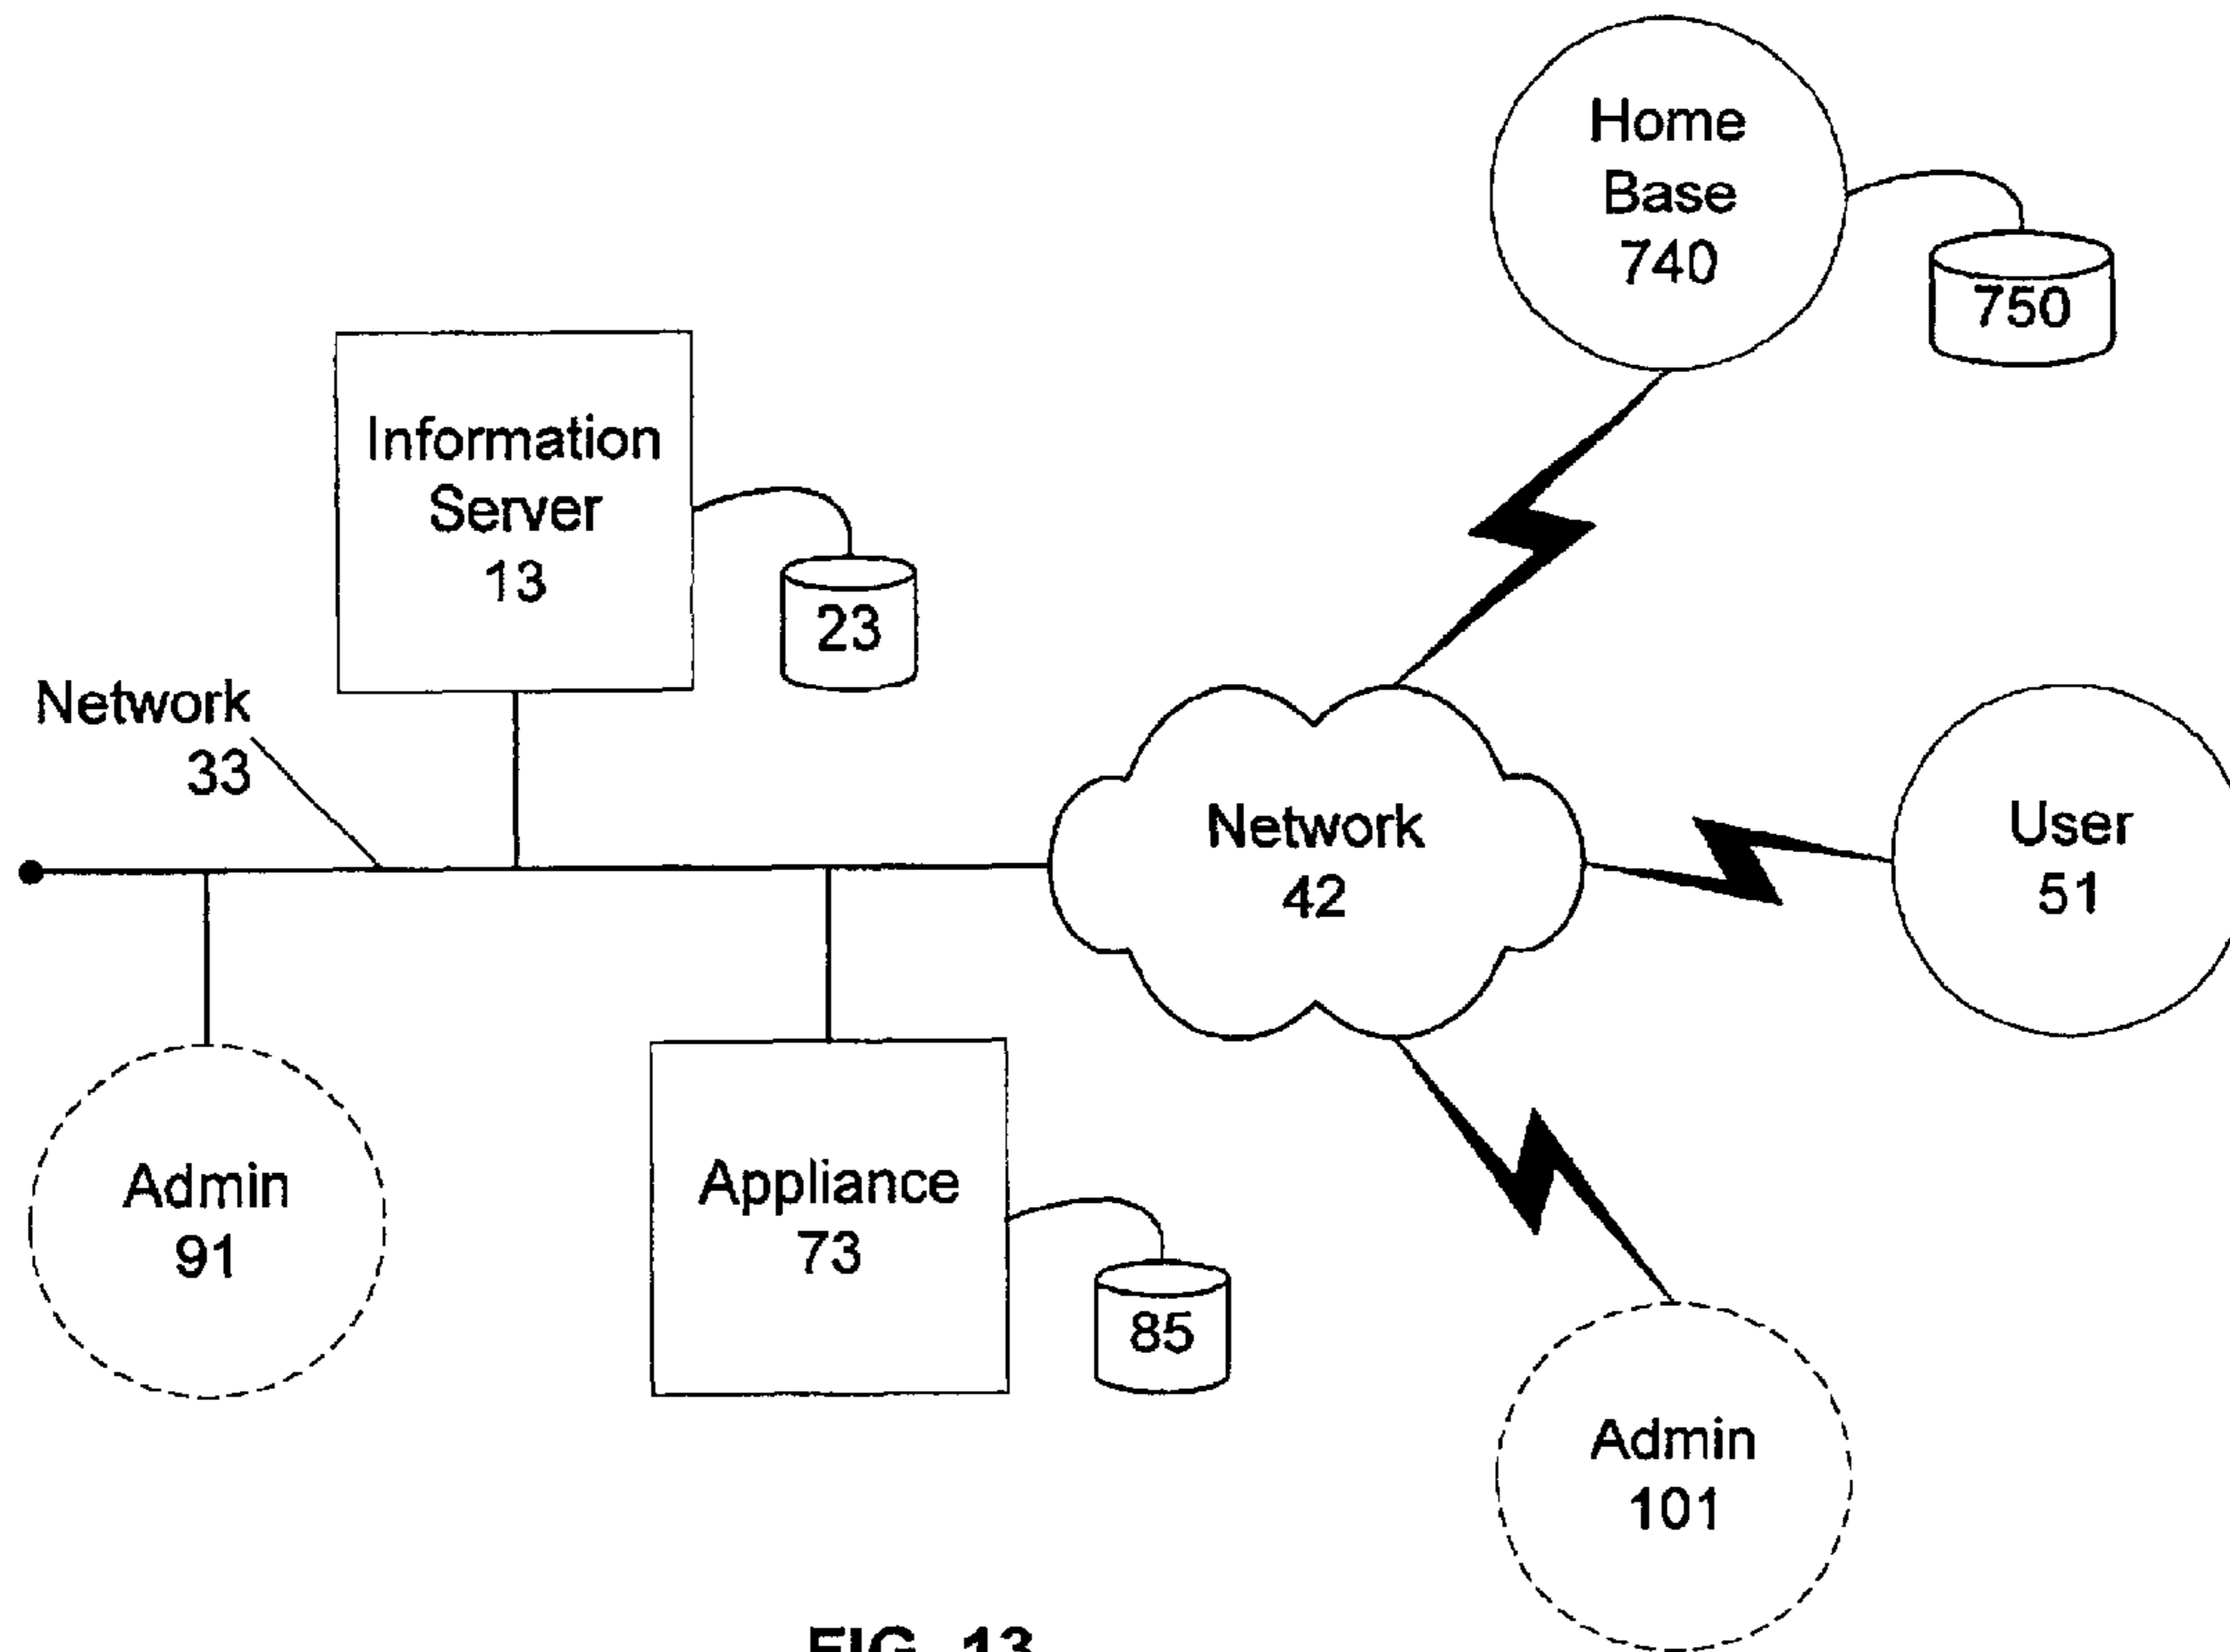 Home
Base
740
750
Information
Server
13
23
Network
33
Network
42
User
51
Admin
91
Appliance
73
85
Admin
101
FIG. 13